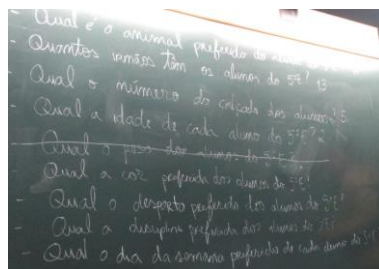 - Qual é o animal preferido do
- Quantos irmãos têm os alunos do 5º? 13
- Qual o número do calçado dos alunos? 5
- Qual a idade de cada aluno do 5ºE? 2
- Qual o peso dos alunos do 5ºE
Qual a cor preferida dos alunos do 5ºE?
- Qual o desporto preferido dos alunos do 5ºE?
- Qual a disciplina preferida dos alunos do 5ºE?
- Qual o dia da semana preferido de cada aluno do 5ºE